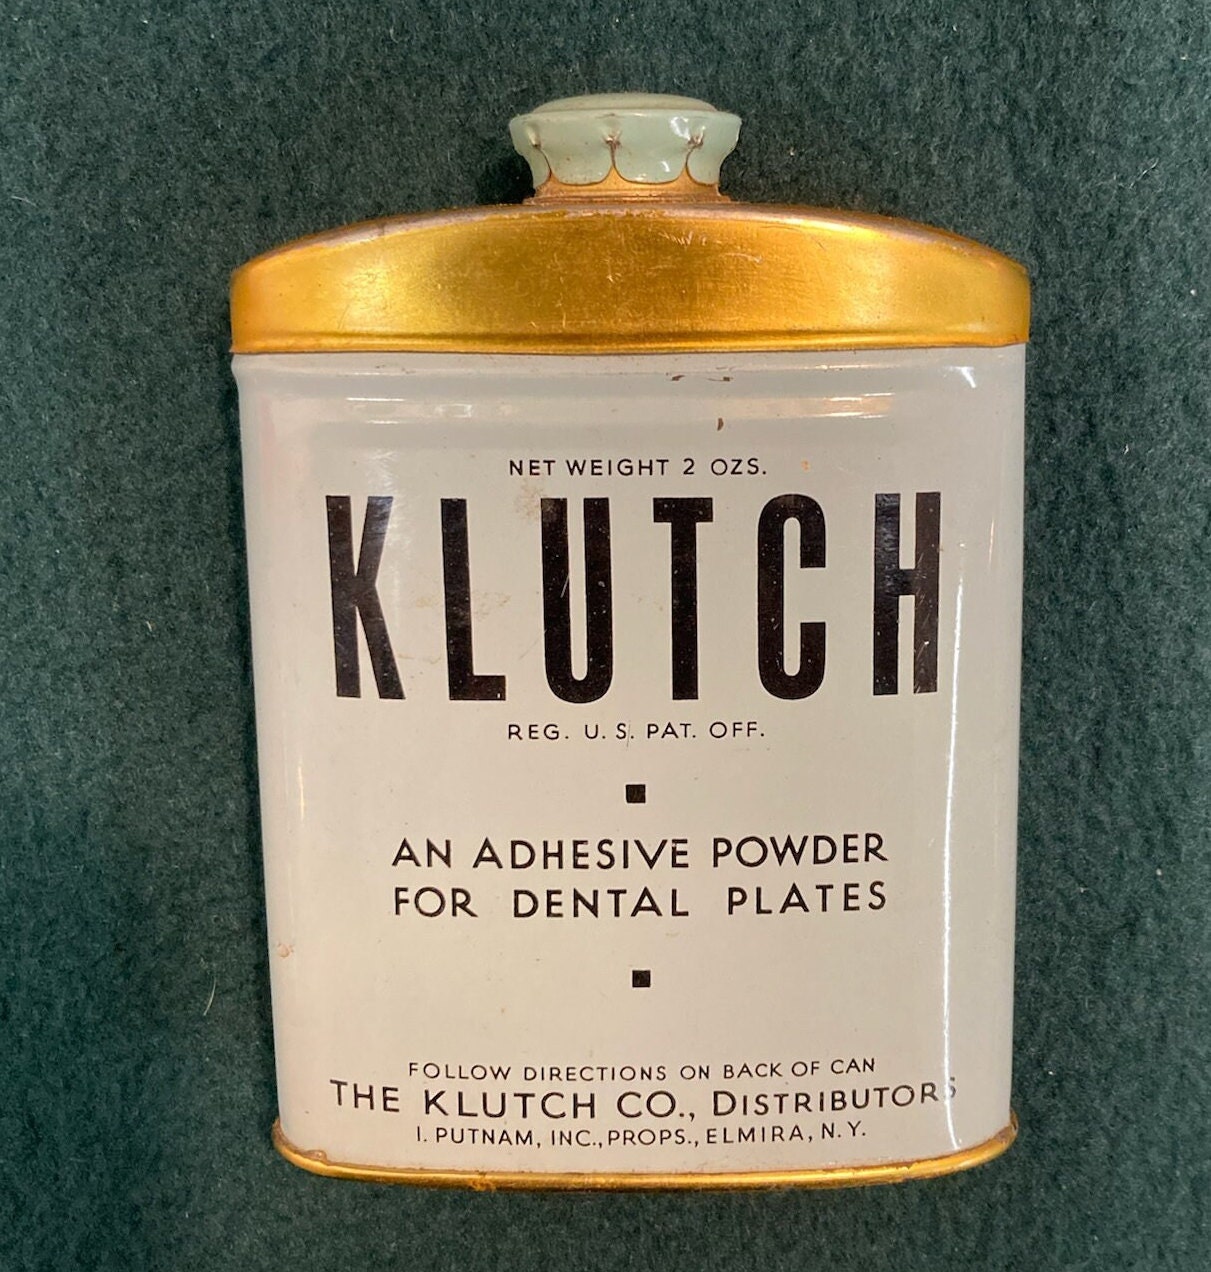 NET WEIGHT 2 OZS.
KLUTCH
REG. U. S. PAT. OFF.
AN ADHESIVE POWDER
FOR DENTAL PLATES
FOLLOW DIRECTIONS ON BACK OF CAN
THE KLUTCH CO., DISTRIBUTORS
I. PUTNAM, INC., PROPS., ELMIRA, N. Y.